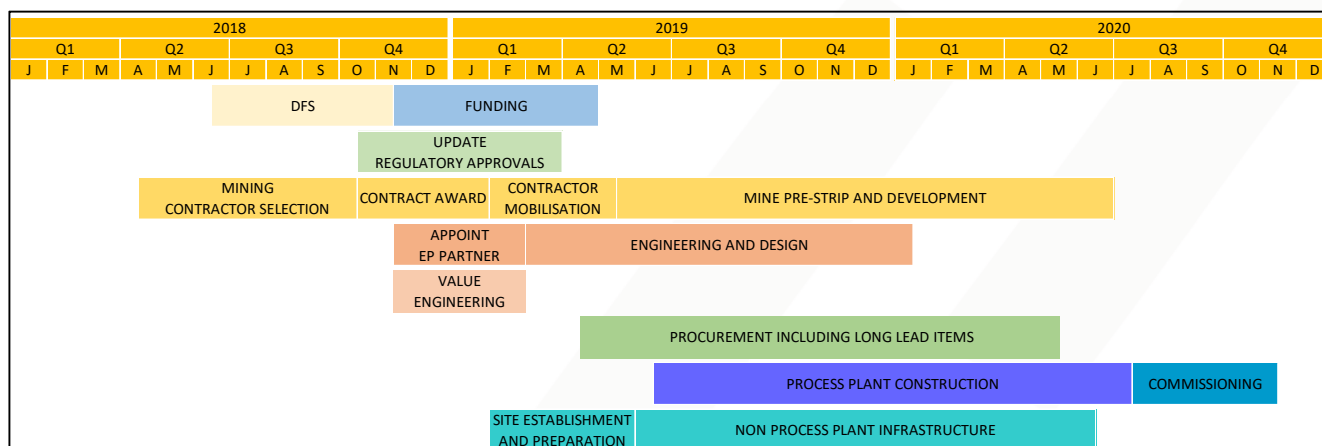 2018 2019 2020
Q1 Q2 Q3 Q4 Q1 Q2 Q3 Q4 Q1 Q2 Q3 Q4
J F M A M J J A S O N D J F M A M J J A S O N D J F M A M J J A S O N D
DFS FUNDING
UPDATE
REGULATORY APPROVALS
MINING
CONTRACTOR SELECTION
CONTRACT AWARD
CONTRACTOR
MOBILISATION
MINE PRE-STRIP AND DEVELOPMENT
APPOINT
EP PARTNER
ENGINEERING AND DESIGN
VALUE
ENGINEERING
PROCUREMENT INCLUDING LONG LEAD ITEMS
PROCESS PLANT CONSTRUCTION COMMISSIONING
SITE ESTABLISHMENT
AND PREPARATION
NON PROCESS PLANT INFRASTRUCTURE